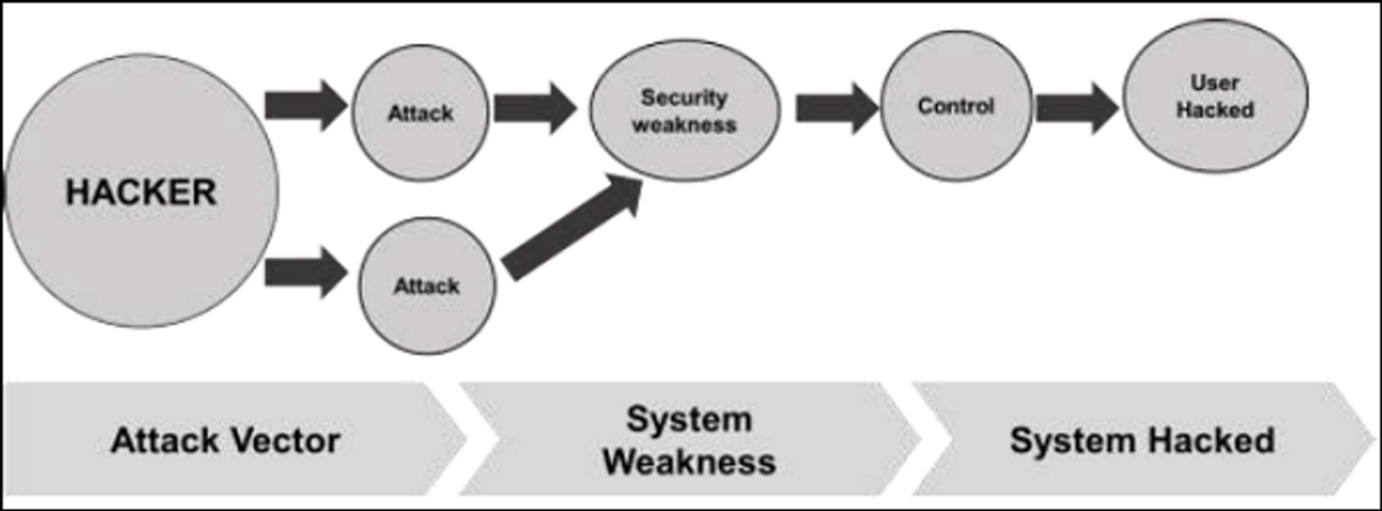 HACKER
Attack
Attack
Security
weakness
Control
User
Hacked
Attack Vector
System
Weakness
System Hacked